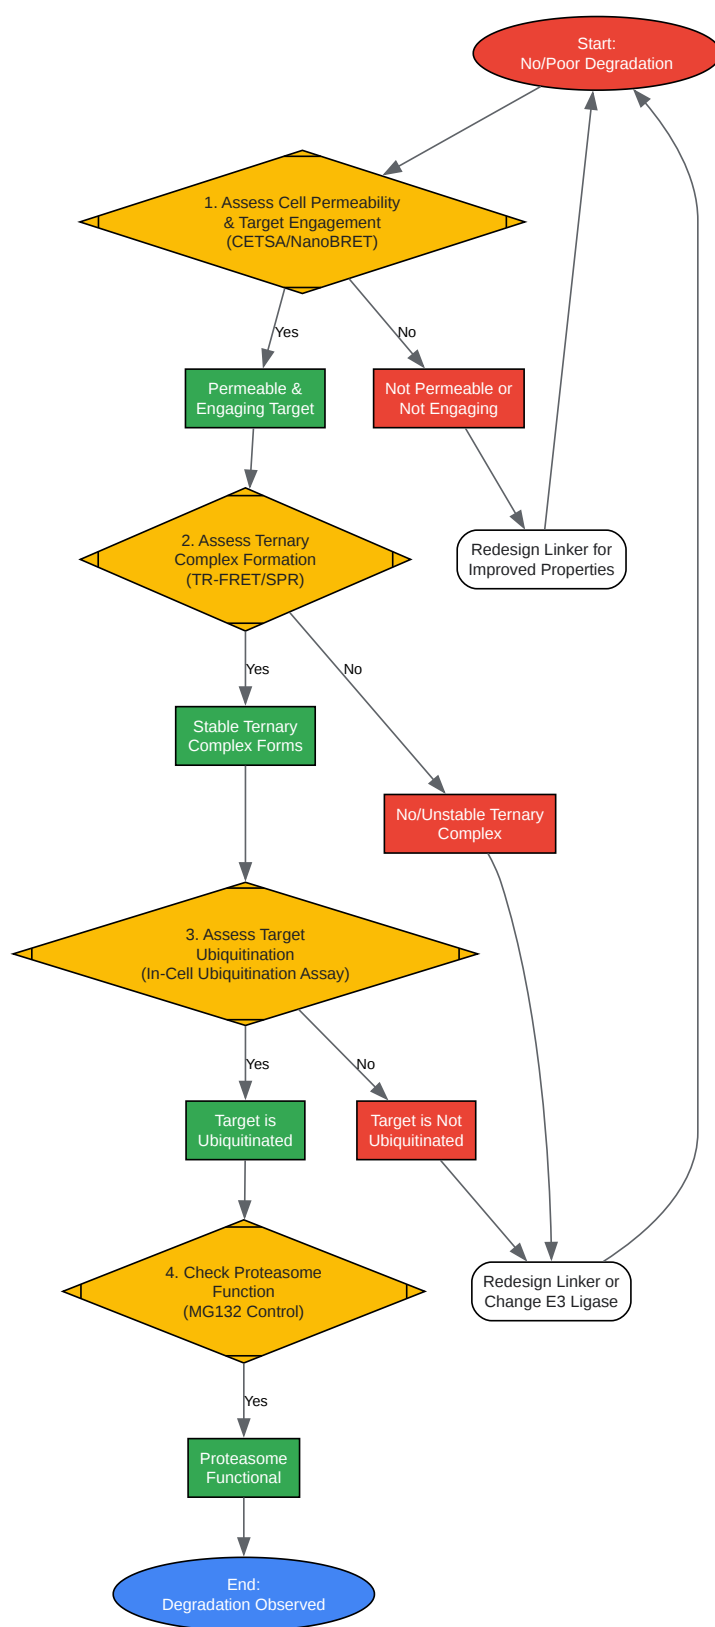 Start:
No/Poor Degradation
1. Assess Cell Permeability
& Target Engagement
(CETSA/NanoBRET)
Yes
No
Permeable &
Engaging Target
Not Permeable or
Not Engaging
2. Assess Ternary
Complex Formation
(TR-FRET/SPR)
Redesign Linker for
Improved Properties
Yes
No
Stable Ternary
Complex Forms
No/Unstable Ternary
Complex
3. Assess Target
Ubiquitination
(In-Cell Ubiquitination Assay)
Yes
No
Target is
Ubiquitinated
Target is Not
Ubiquitinated
4. Check Proteasome
Function
(MG132 Control)
Redesign Linker or
Change E3 Ligase
Yes
Proteasome
Functional
End:
Degradation Observed